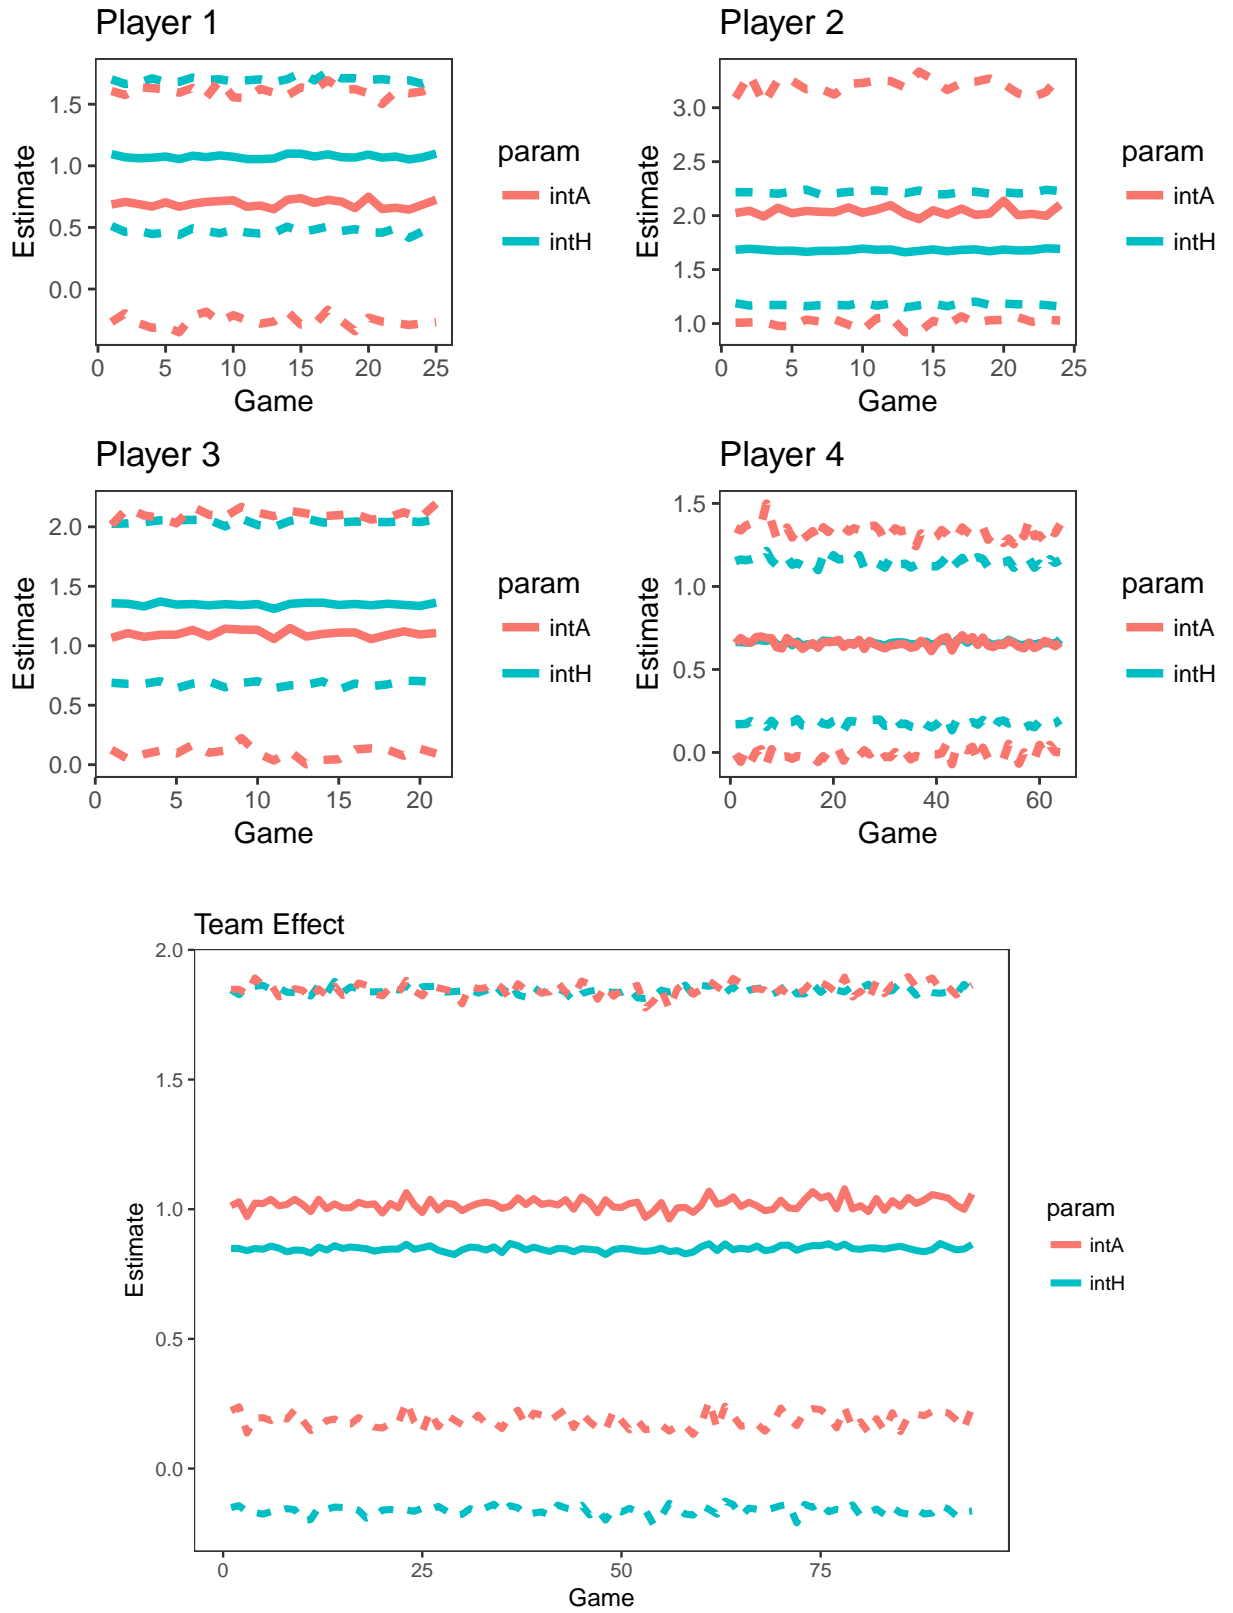 Player 1
Estimate
1.5
1.0
0.5
0.0
0 5 10 15 20 25
Game
param
intA
intH
Player 2
Estimate
3.0
2.5
2.0
1.5
1.0
0 5 10 15 20 25
Game
param
intA
intH
Player 3
Estimate
2.0
1.5
1.0
0.5
0.0
0 5 10 15 20
Game
param
intA
intH
Player 4
Estimate
1.5
1.0
0.5
0.0
0 20 40 60
Game
param
intA
intH
Team Effect
Estimate
2.0
1.5
1.0
0.5
0.0
0 25 50 75
Game
param
intA
intH